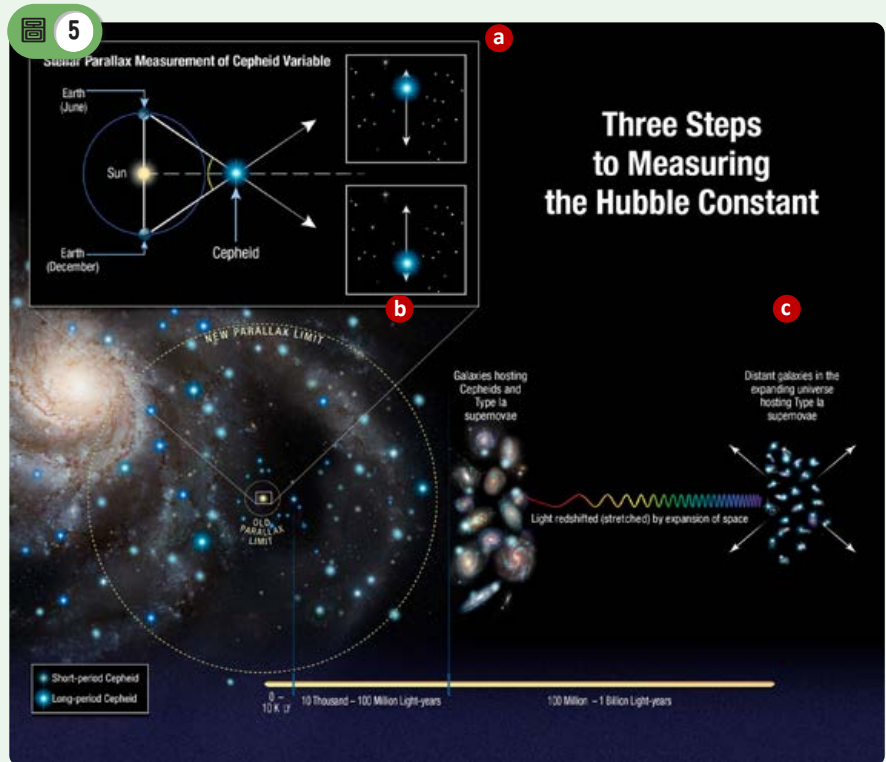 5
a
Stellar Parallax Measurement of Cepheid Variable
Earth
(June)
Sun
Earth
(December)
Cepheid
Three Steps
to Measuring
the Hubble Constant
b
c
NEW PARALLAX LIMIT
OLD
PARALLAX
LIMIT
Galaxies hosting
Cepheids and
Type Ia
supernovae
Light redshifted (stretched) by expansion of space
Distant galaxies in the
expanding universe
hosting Type Ia
supernovae
Short-period Cepheid
Long-period Cepheid
0 –
10 K LY
10 Thousand – 100 Million Light-years
100 Million – 1 Billion Light-years